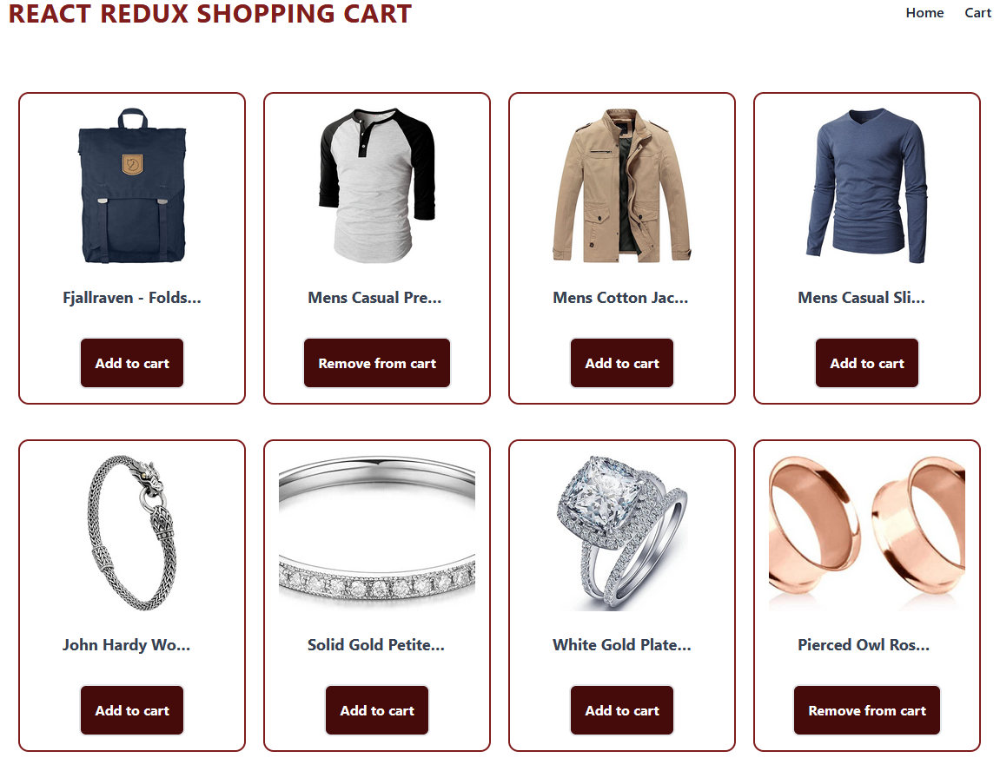 REACT REDUX SHOPPING CART
Home Cart
Fjallraven - Folds...
Mens Casual Pre...
Mens Cotton Jac...
Mens Casual Sli...
Add to cart
Remove from cart
Add to cart
Add to cart
John Hardy Wo...
Solid Gold Petite...
White Gold Plate...
Pierced Owl Ros...
Add to cart
Add to cart
Add to cart
Remove from cart